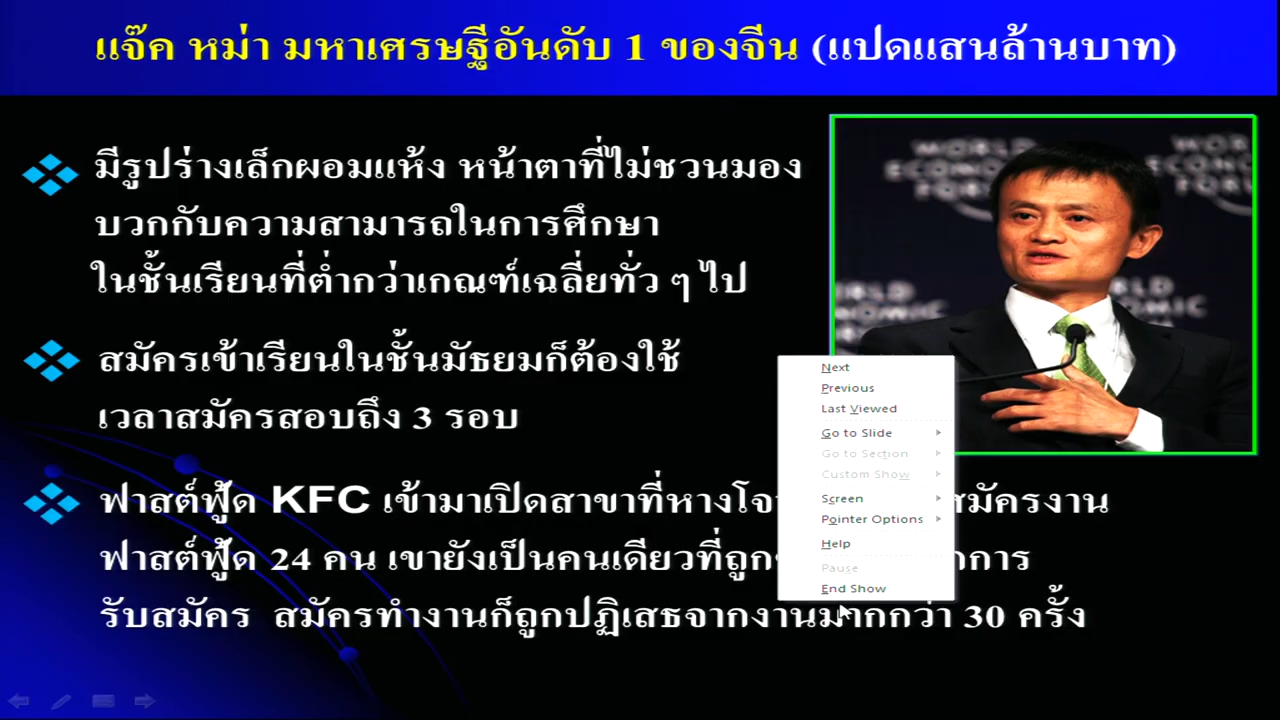 แจ๊ค หม่า มหาเศรษฐีอันดับ 1 ของจีน (แปดแสนล้านบาท)
มีรูปร่างเล็กผอมแห้ง หน้าตาที่ไม่ชวนมอง
บวกกับความสามารถในการศึกษา
ในชั้นเรียนที่ต่ำกว่าเกณฑ์เฉลี่ยทั่ว ๆ ไป
สมัครเข้าเรียนในชั้นมัธยมก็ต้องใช้
เวลาสมัครสอบถึง 3 รอบ
ฟาสต์ฟู้ด KFC เข้ามาเปิดสาขาที่หางโจ สมัครงาน
ฟาสต์ฟู้ด 24 คน เขายังเป็นคนเดียวที่ถูก การ
รับสมัคร สมัครทำงานก็ถูกปฏิเสธจากงานมากกว่า 30 ครั้ง
WORLD
ECONOMIC
FORUM
WOR
ECONOM
FORU
Next
Previous
Last Viewed
Go to Slide
Go to Section
Custom Show
Screen
Pointer Options
Help
Pause
End Show